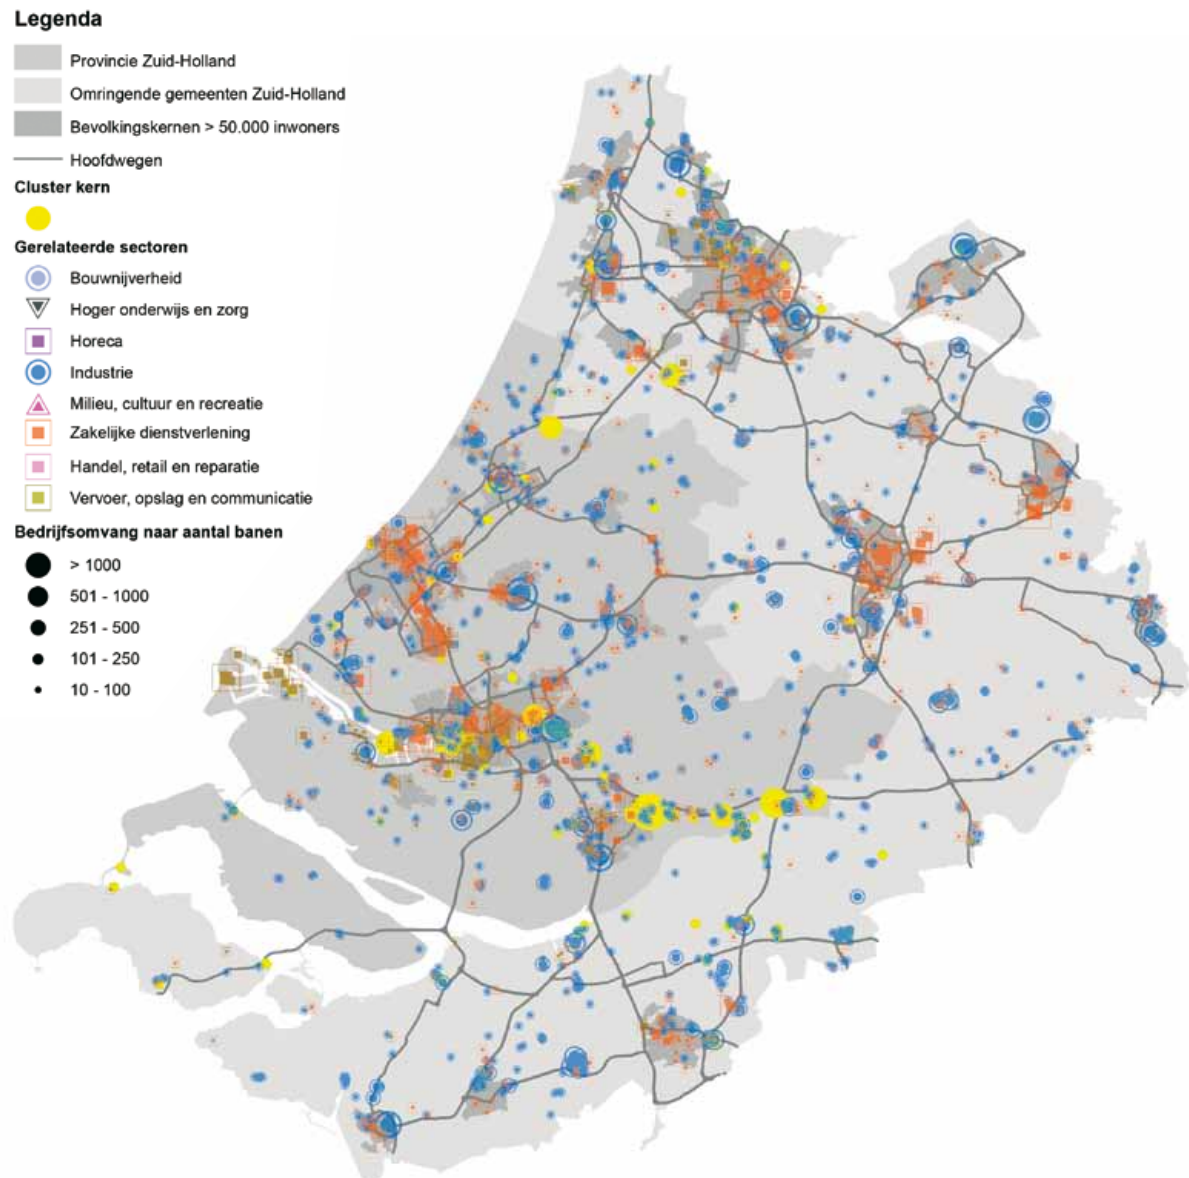 Legenda
Provincie Zuid-Holland
Omringende gemeenten Zuid-Holland
Bevolkingskernen > 50.000 inwoners
Hoofdwegen
Cluster kern
Gerelateerde sectoren
Bouwnijverheid
Hoger onderwijs en zorg
Horeca
Industrie
Milieu, cultuur en recreatie
Zakelijke dienstverlening
Handel, retail en reparatie
Vervoer, opslag en communicatie
Bedrijfsomvang naar aantal banen
> 1000
501 - 1000
251 - 500
101 - 250
10 - 100